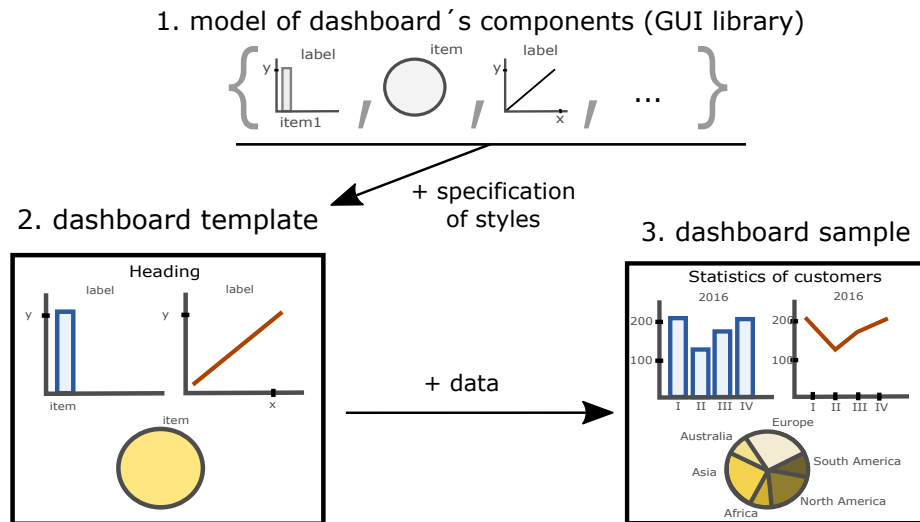 1. model of dashboard´s components (GUI library)
{ y label item1 , item , y label x , ... }
+ specification
of styles
2. dashboard template
3. dashboard sample
Heading
label
label
y
y
item
x
item
+ data
Statistics of customers
2016
2016
200
200
100
100
I II III IV
I II III IV
Europe
Australia
South America
Asia
North America
Africa